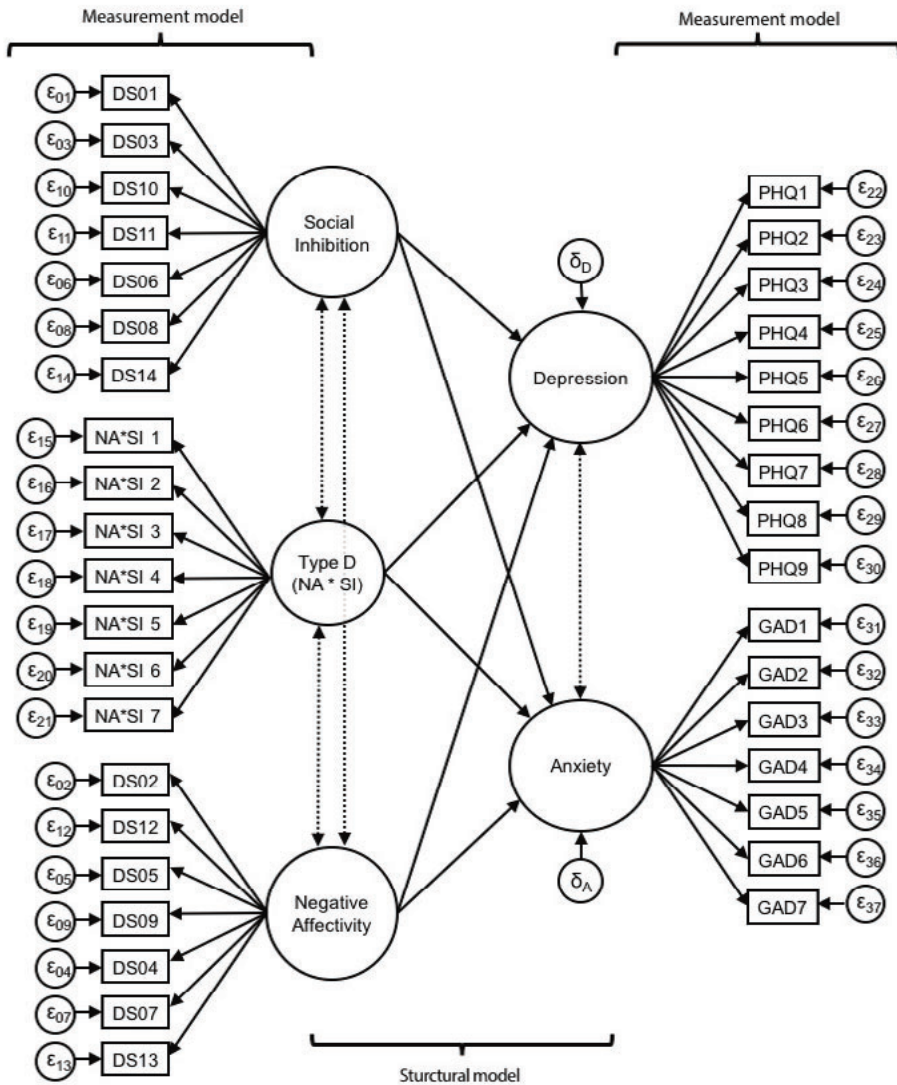 Measurement model
Measurement model
ε01 DS01
ε03 DS03
ε10 DS10
ε11 DS11
ε06 DS06
ε08 DS08
ε14 DS14
Social
Inhibition
ε15 NA*SI 1
ε16 NA*SI 2
ε17 NA*SI 3
ε18 NA*SI 4
ε19 NA*SI 5
ε20 NA*SI 6
ε21 NA*SI 7
Type D
(NA * SI)
ε02 DS02
ε12 DS12
ε05 DS05
ε09 DS09
ε04 DS04
ε07 DS07
ε13 DS13
Negative
Affectivity
δD
Depression
Anxiety
δA
PHQ1 ε22
PHQ2 ε23
PHQ3 ε24
PHQ4 ε25
PHQ5 ε26
PHQ6 ε27
PHQ7 ε28
PHQ8 ε29
PHQ9 ε30
GAD1 ε31
GAD2 ε32
GAD3 ε33
GAD4 ε34
GAD5 ε35
GAD6 ε36
GAD7 ε37
Sturctural model